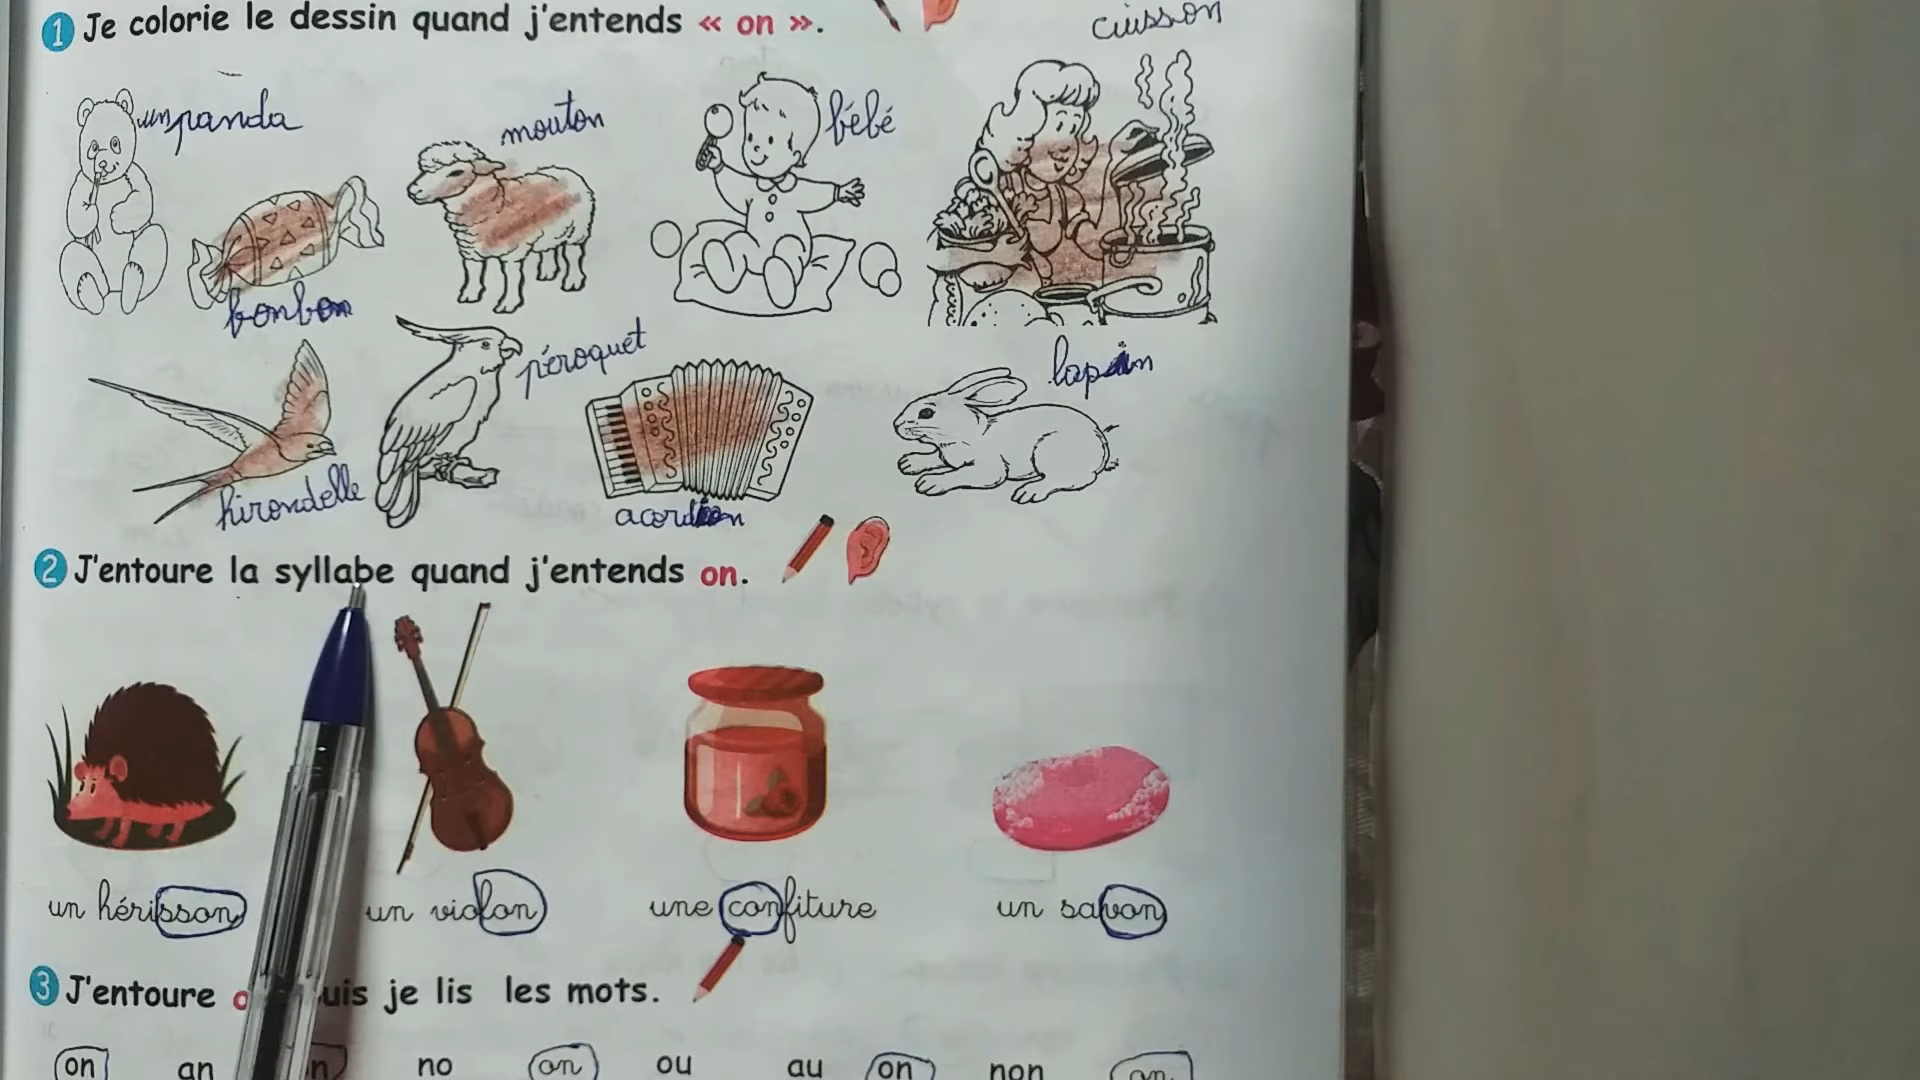 1 Je colorie le dessin quand j'entends « on ».
cuisson
un panda
mouton
bébé
bonbon
péroquet
lapin
hirondelle
acordion
2 J'entoure la syllabe quand j'entends on.
un hérisson un violon une confiture un savon
3 J'entoure uis je lis les mots.
on an no on ou au on non on